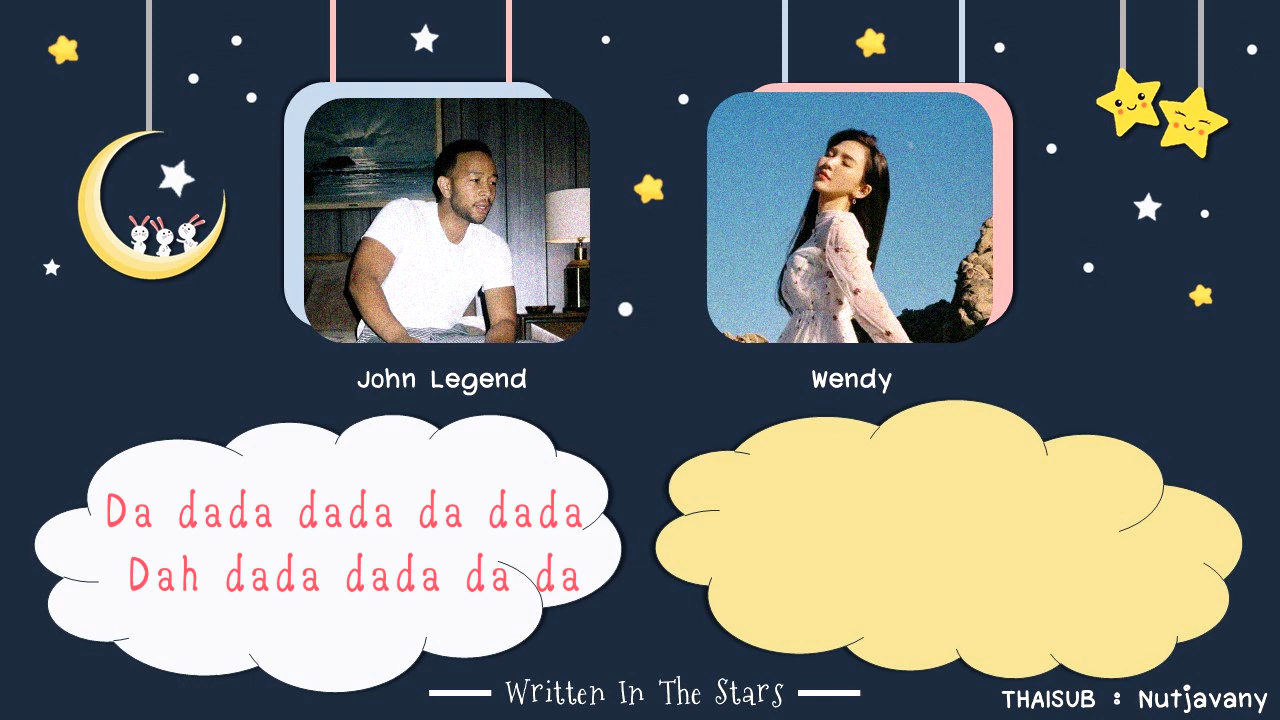 John Legend
Wendy
Da dada dada da dada
Dah dada dada da da
Written In The Stars
THAISUB : Nutjavany